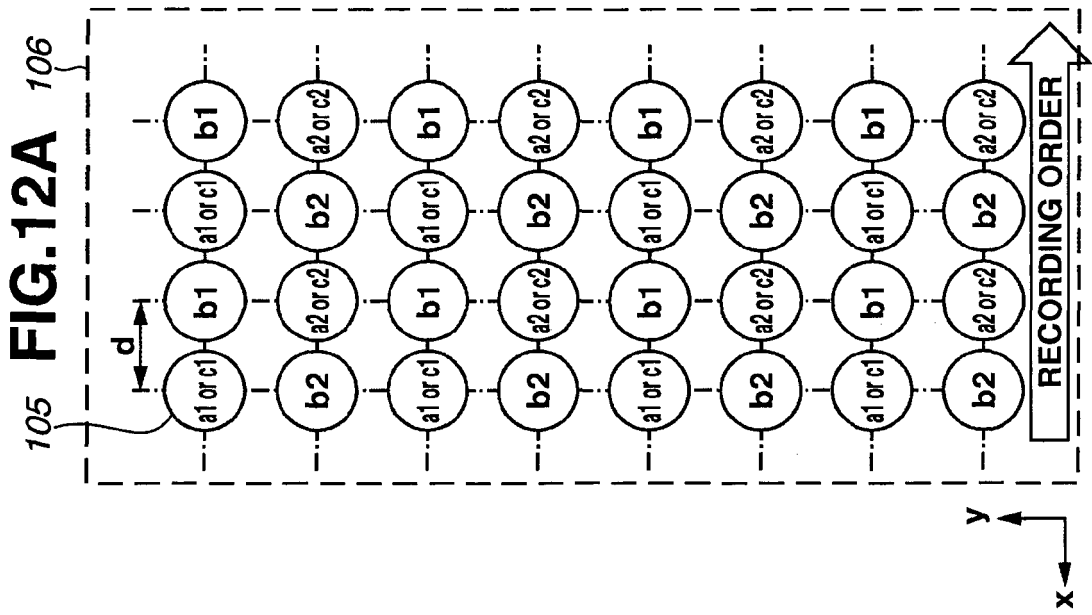 FIG.12A
106
105
d
a1 or c1 b1 a1 or c1 b1
b2 a2 or c2 b2 a2 or c2
a1 or c1 b1 a1 or c1 b1
b2 a2 or c2 b2 a2 or c2
a1 or c1 b1 a1 or c1 b1
b2 a2 or c2 b2 a2 or c2
a1 or c1 b1 a1 or c1 b1
b2 a2 or c2 b2 a2 or c2
RECORDING ORDER
y
x